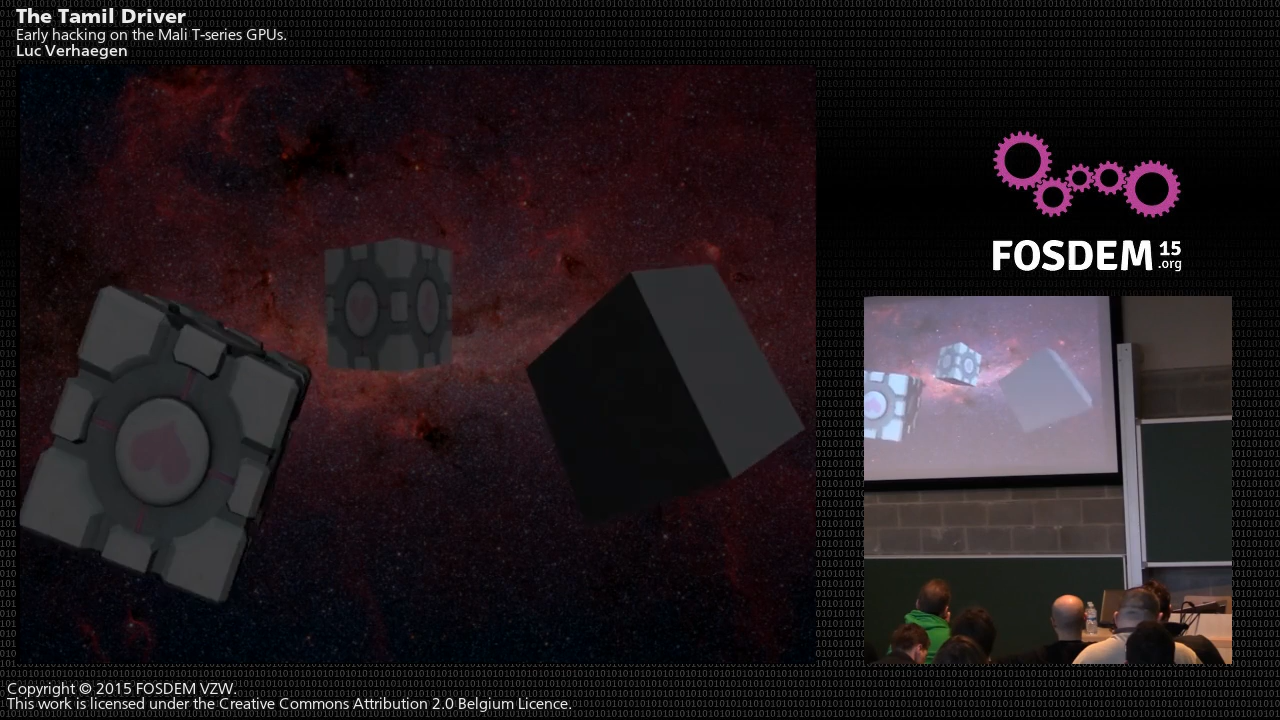 The Tamil Driver
Early hacking on the Mali T-series GPUs.
Luc Verhaegen
FOSDEM 15
.org
Copyright © 2015 FOSDEM VZW.
This work is licensed under the Creative Commons Attribution 2.0 Belgium Licence.